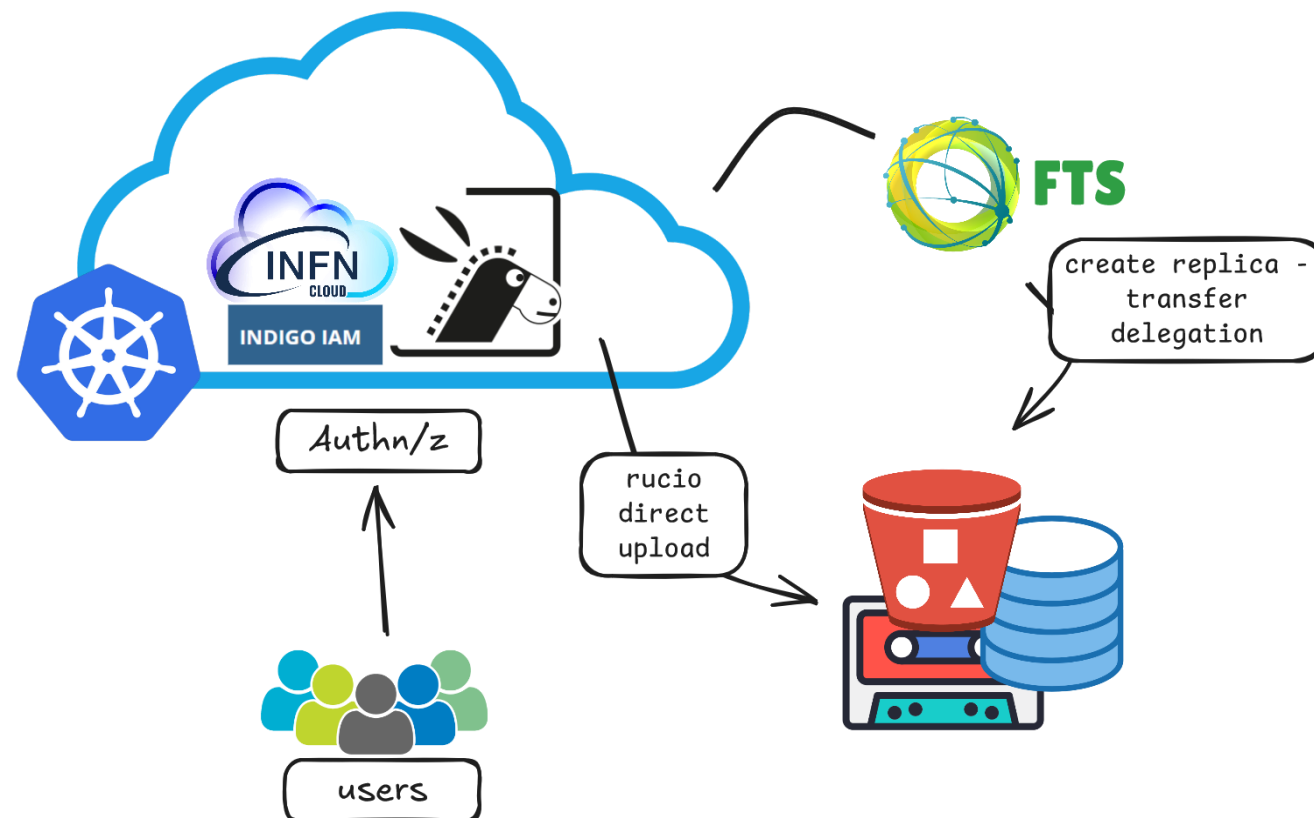 INFN
CLOUD
INDIGO IAM
FTS
create replica -
transfer
delegation
Authn/z
rucio
direct
upload
users